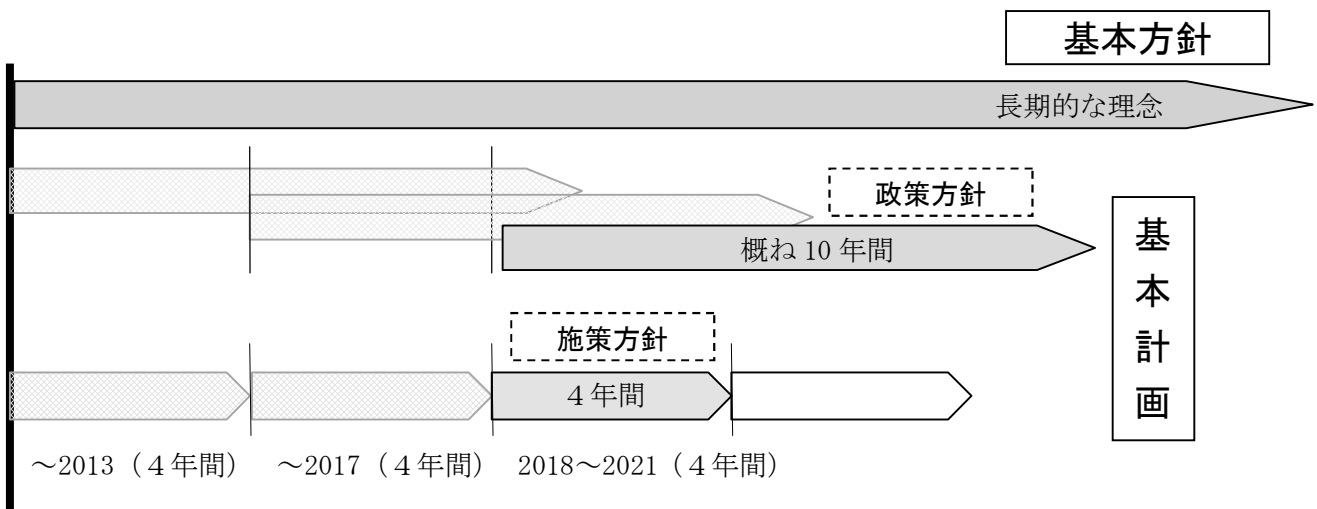 基本方針
長期的な理念
政策方針
概ね 10 年間
基本計画
施策方針
４年間
～2013（４年間）
～2017（４年間）
2018～2021（４年間）